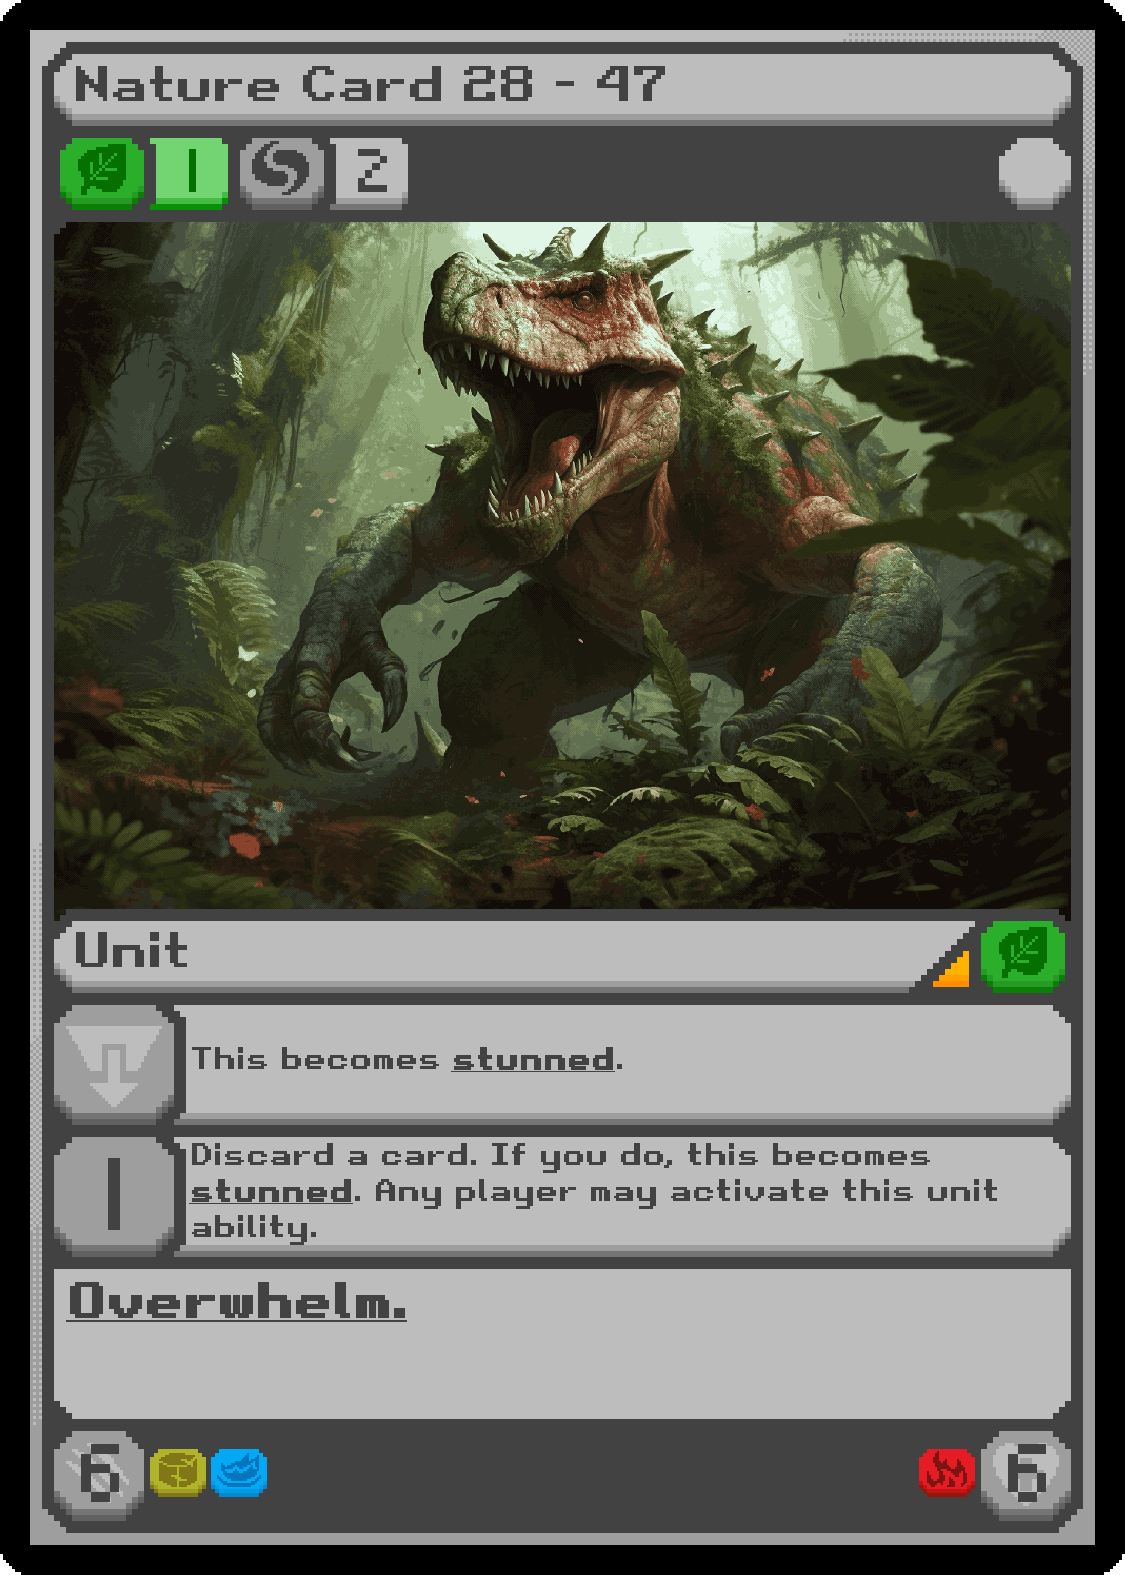 Nature Card 28 - 47
1 2
Unit
This becomes stunned.
1
Discard a card. If you do, this becomes
stunned. Any player may activate this unit
ability.
Overwhelm.
6 6